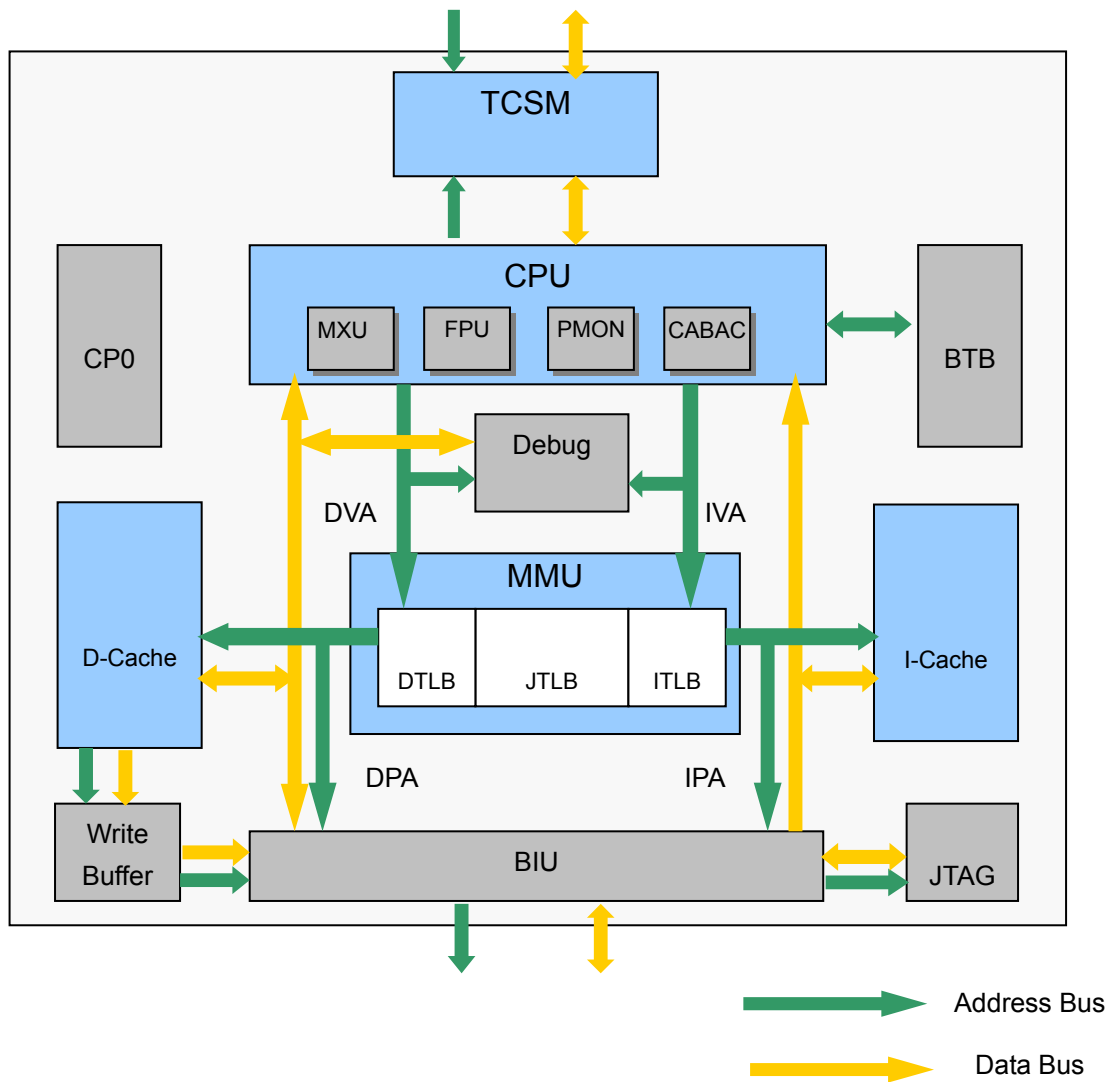 TCSM
CPU
MXU
FPU
PMON
CABAC
CP0
BTB
Debug
DVA
IVA
MMU
D-Cache
DTLB
JTLB
ITLB
I-Cache
DPA
IPA
Write
Buffer
BIU
JTAG
Address Bus
Data Bus